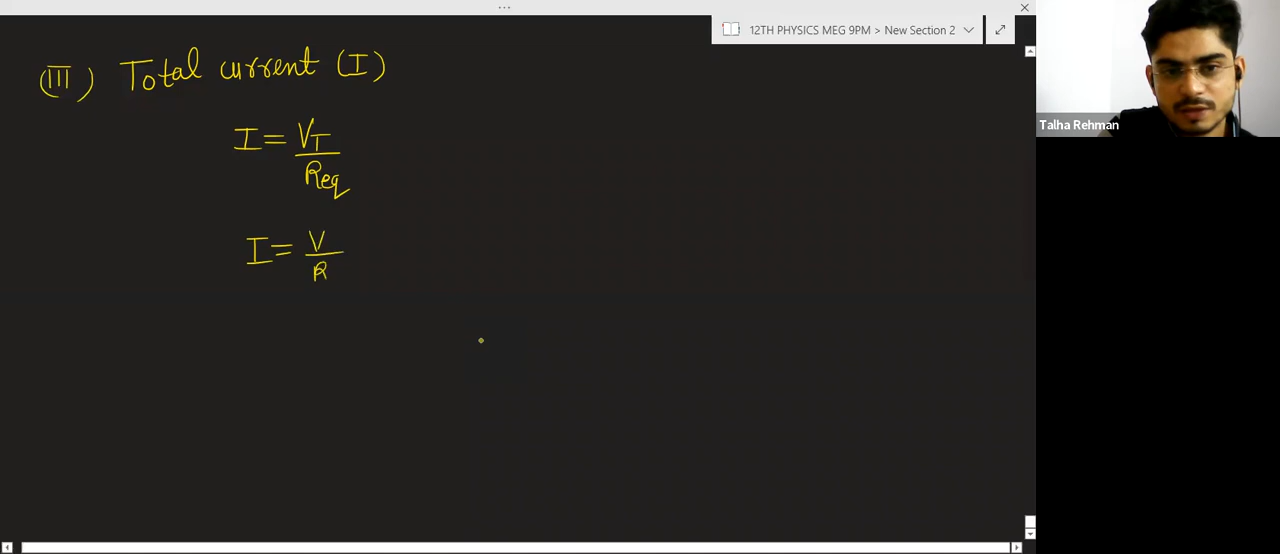 12TH PHYSICS MEG 9PM > New Section 2
(III) Total current (I)
I = V_T / Req
I = V / R
Talha Rehman